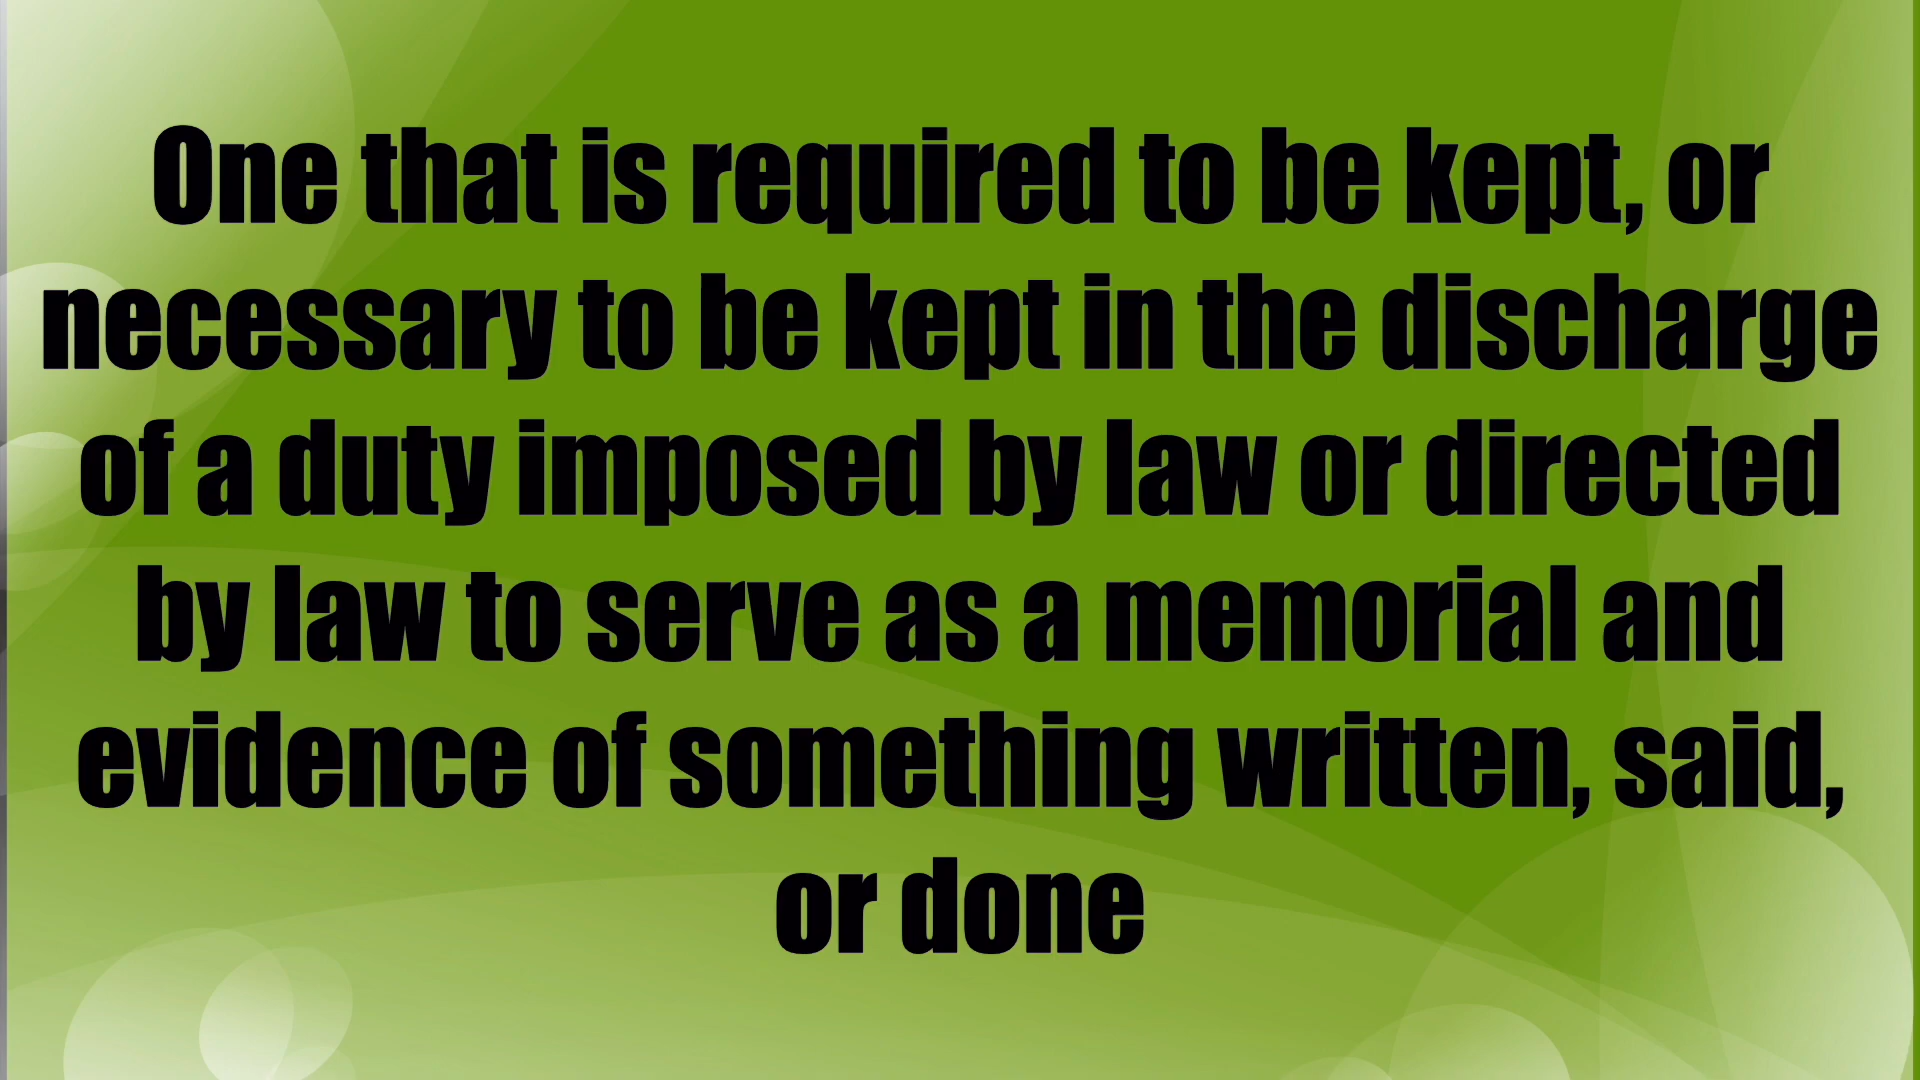 One that is required to be kept, or
necessary to be kept in the discharge
of a duty imposed by law or directed
by law to serve as a memorial and
evidence of something written, said,
or done